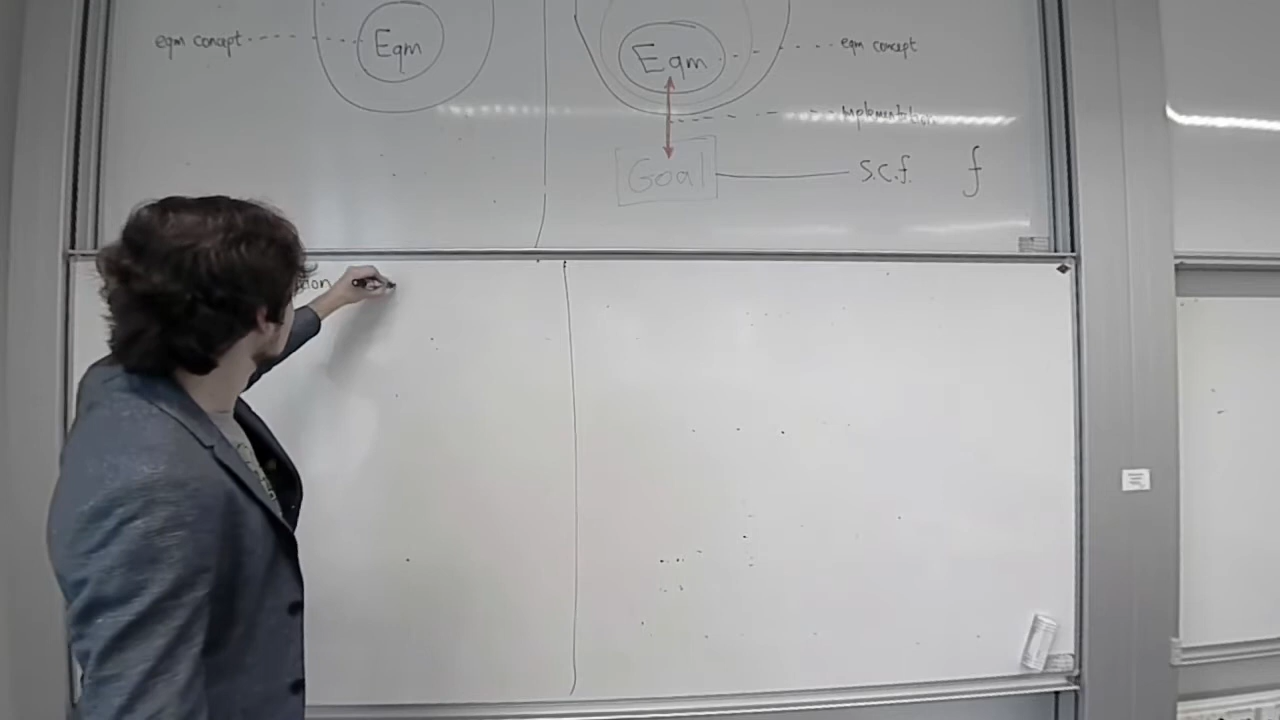 eqm concept
Eqm
Eqm
eqm concept
Implementation
Goal
s.c.f.
f